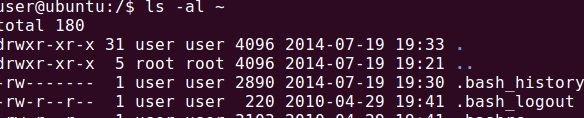 user@ubuntu:/$ ls -al ~
total 180
drwxr-xr-x 31 user user 4096 2014-07-19 19:33 .
drwxr-xr-x  5 root root 4096 2014-07-19 19:21 ..
-rw-------  1 user user 2890 2014-07-19 19:30 .bash_history
-rw-r--r--  1 user user  220 2010-04-29 19:41 .bash_logout